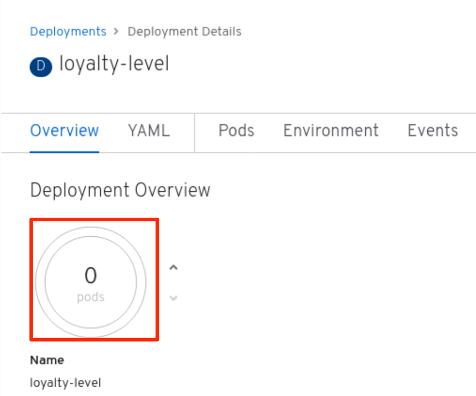 Deployments > Deployment Details
D loyalty-level
Overview YAML Pods Environment Events
Deployment Overview
0
pods
Name
loyalty-level